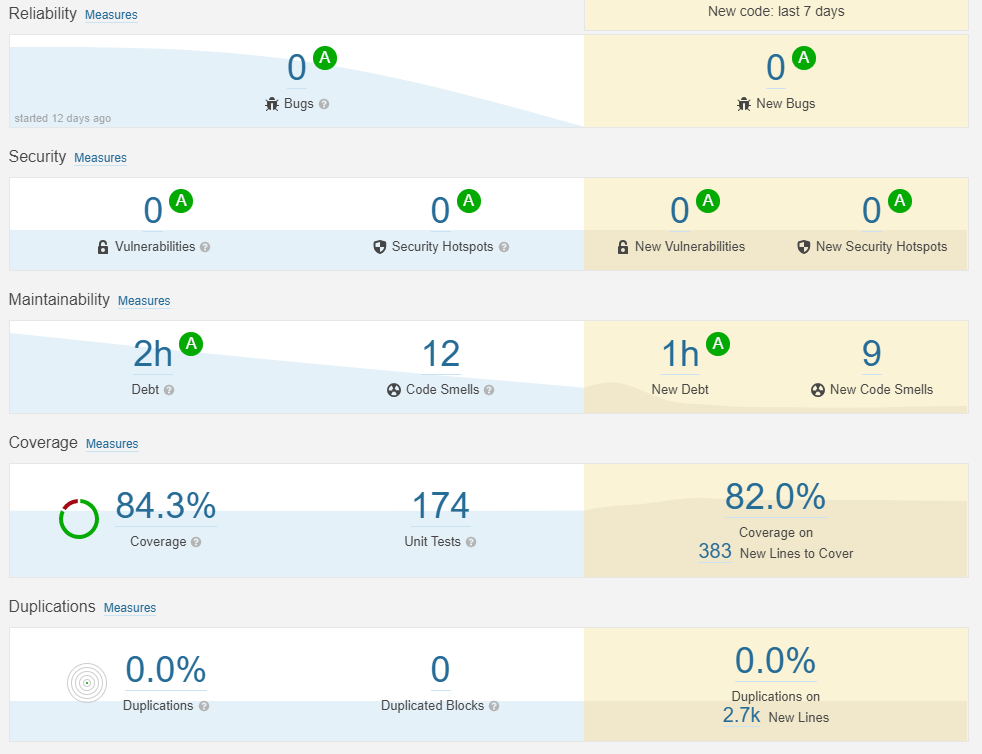 Reliability Measures
New code: last 7 days
0 A
Bugs ?
started 12 days ago
0 A
New Bugs
Security Measures
0 A
Vulnerabilities ?
0 A
Security Hotspots ?
0 A
New Vulnerabilities
0 A
New Security Hotspots
Maintainability Measures
2h A
Debt ?
12
Code Smells ?
1h A
New Debt
9
New Code Smells
Coverage Measures
84.3%
Coverage ?
174
Unit Tests ?
82.0%
Coverage on
383 New Lines to Cover
Duplications Measures
0.0%
Duplications ?
0
Duplicated Blocks ?
0.0%
Duplications on
2.7k New Lines